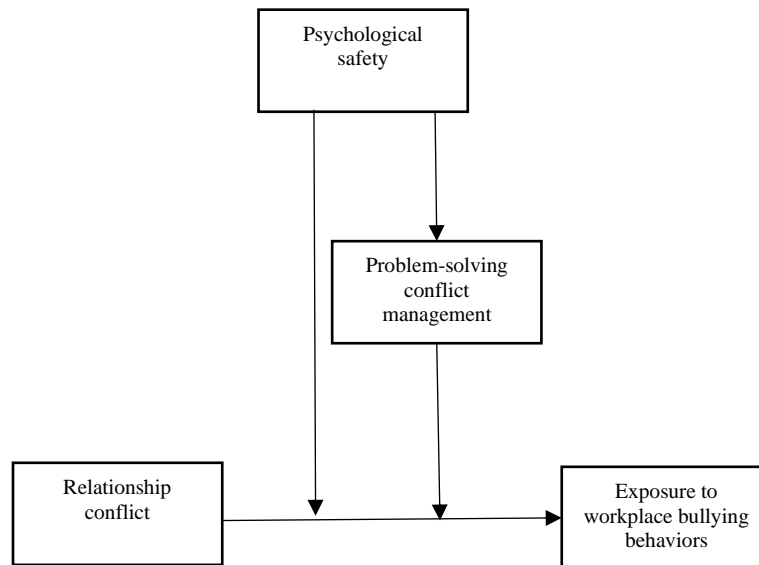 Psychological
safety
Problem-solving
conflict
management
Relationship
conflict
Exposure to
workplace bullying
behaviors